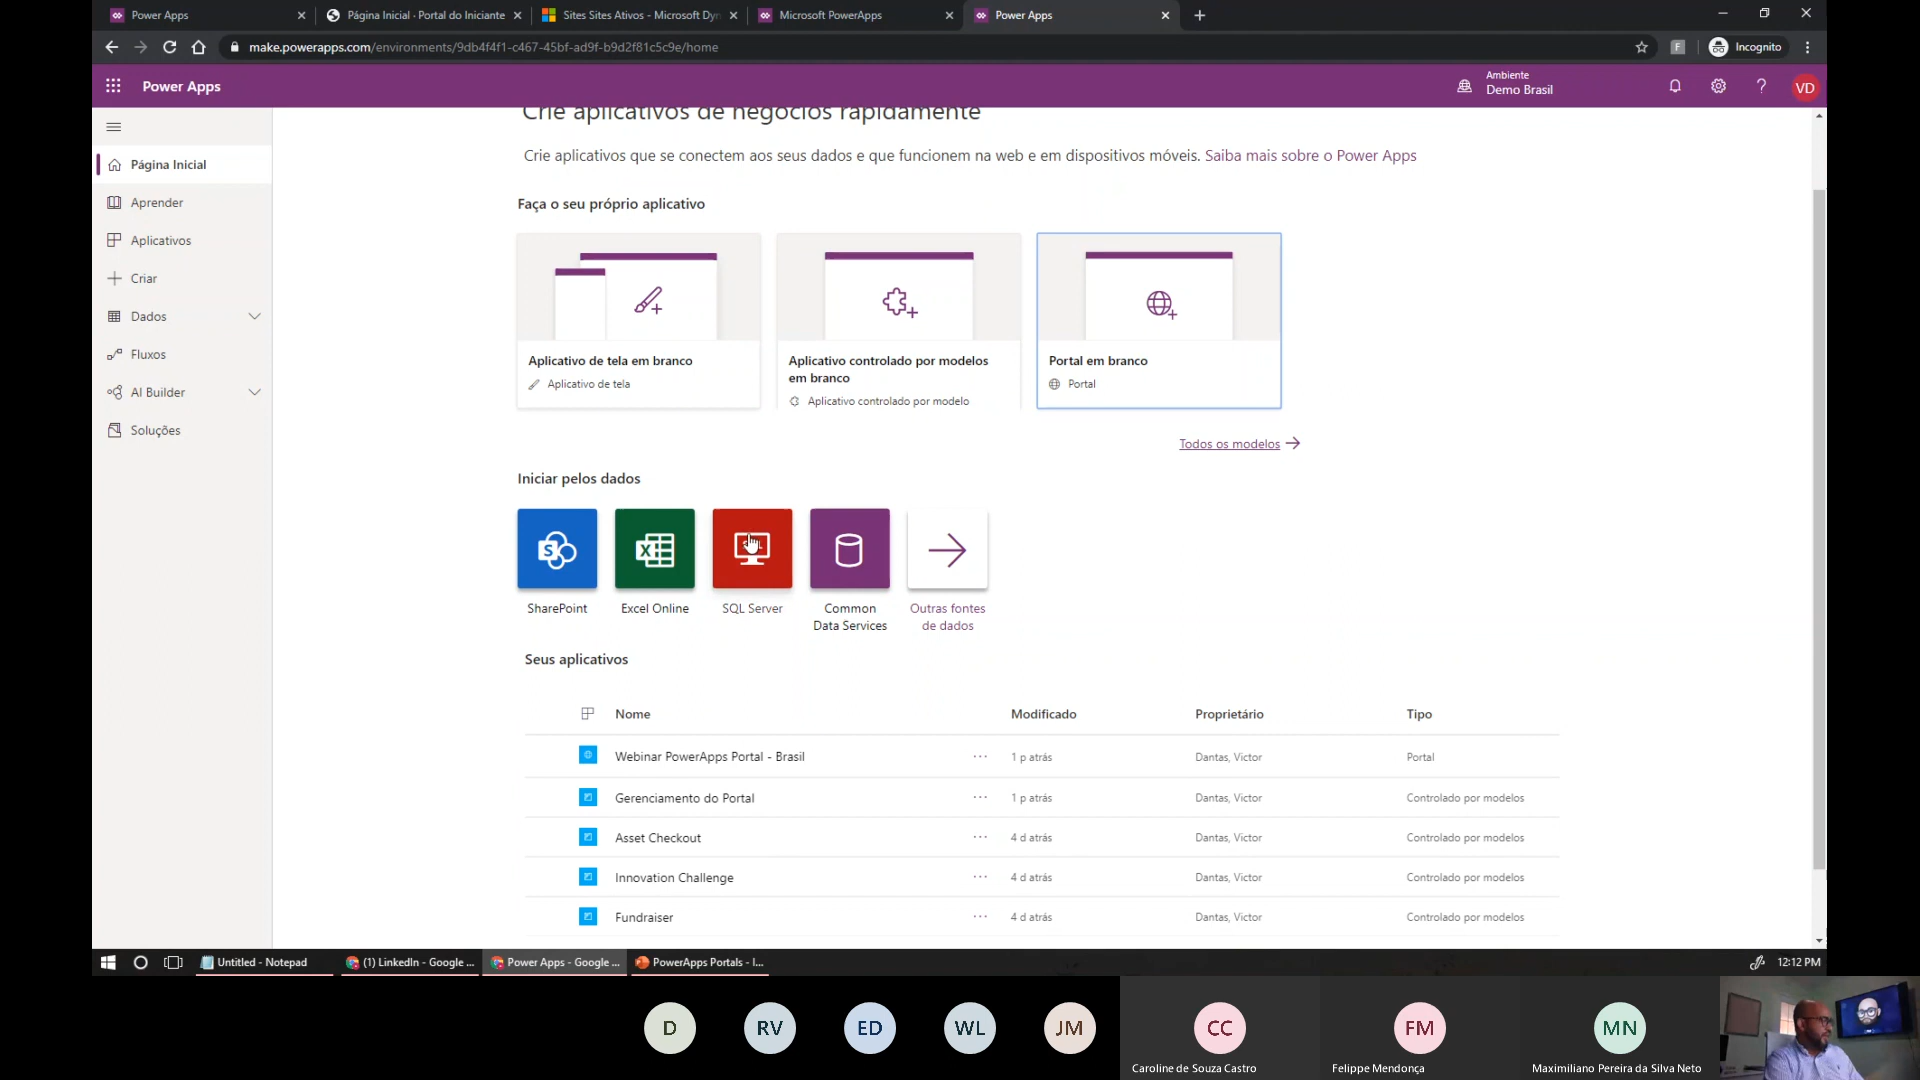 Power Apps
Página Inicial · Portal do Iniciante
Sites Sites Ativos - Microsoft Dyn
Microsoft PowerApps
Power Apps
make.powerapps.com/environments/9db4f4f1-c467-45bf-ad9f-b9d2f81c5c9e/home
F
Incognito
Power Apps
Ambiente
Demo Brasil
?
VD
Página Inicial
Aprender
Aplicativos
Criar
Dados
Fluxos
AI Builder
Soluções
Crie aplicativos de negócios rapidamente
Crie aplicativos que se conectem aos seus dados e que funcionem na web e em dispositivos móveis. Saiba mais sobre o Power Apps
Faça o seu próprio aplicativo
Aplicativo de tela em branco
Aplicativo de tela
Aplicativo controlado por modelos
em branco
Aplicativo controlado por modelo
Portal em branco
Portal
Todos os modelos
Iniciar pelos dados
SharePoint
Excel Online
SQL Server
Common
Data Services
Outras fontes
de dados
Seus aplicativos
Nome Modificado Proprietário Tipo
Webinar PowerApps Portal - Brasil ... 1 p atrás Dantas, Victor Portal
Gerenciamento do Portal ... 1 p atrás Dantas, Victor Controlado por modelos
Asset Checkout ... 4 d atrás Dantas, Victor Controlado por modelos
Innovation Challenge ... 4 d atrás Dantas, Victor Controlado por modelos
Fundraiser ... 4 d atrás Dantas, Victor Controlado por modelos
Untitled - Notepad
(1) LinkedIn - Google ...
Power Apps - Google ...
PowerApps Portals - I...
12:12 PM
D
RV
ED
WL
JM
CC
Caroline de Souza Castro
FM
Felippe Mendonça
MN
Maximiliano Pereira da Silva Neto